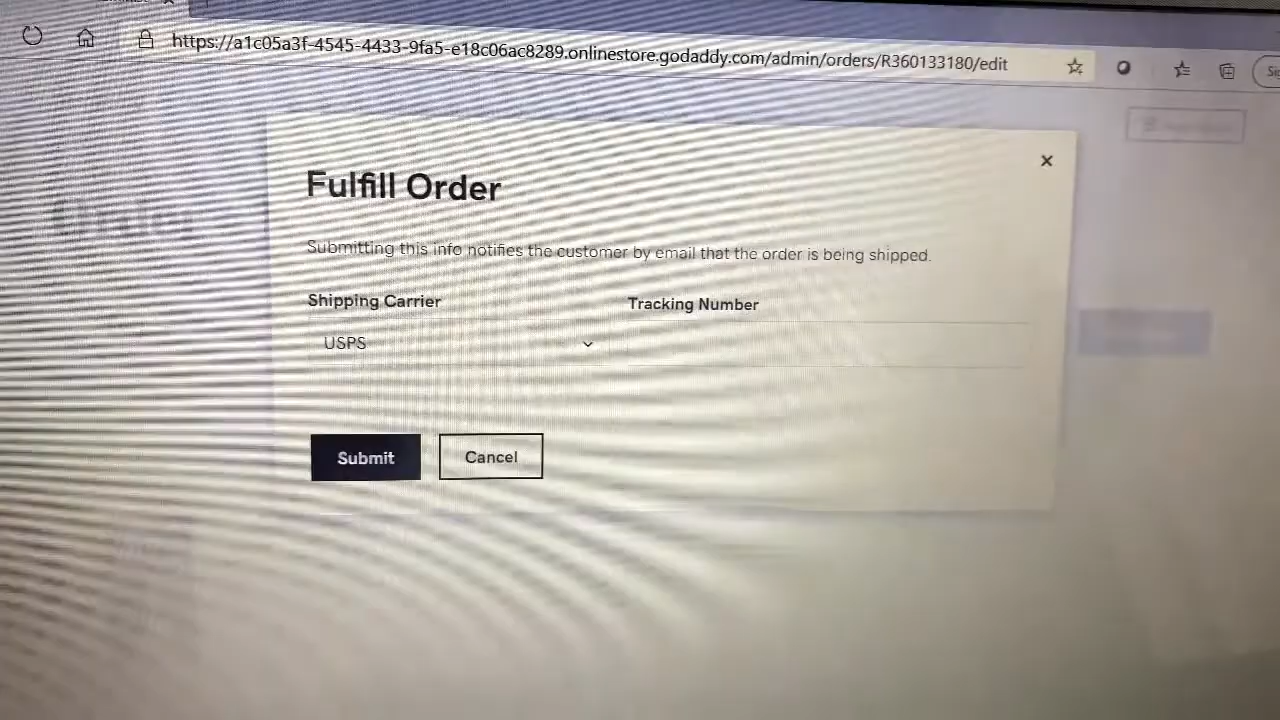 https://a1c05a3f-4545-4433-9fa5-e18c06ac8289.onlinestore.godaddy.com/admin/orders/R360133180/edit
Order
Fulfill Order
Submitting this info notifies the customer by email that the order is being shipped.
Shipping Carrier
Tracking Number
USPS
Submit
Cancel